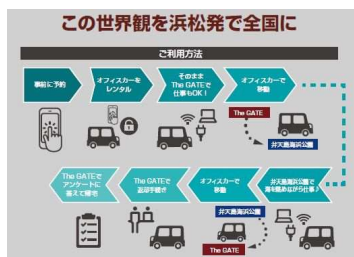 この世界観を浜松発で全国に
ご利用方法
事前に予約
オフィスカーを
レンタル
そのまま
The GATEで
仕事もOK!
オフィスカーで
移動
The GATE
弁天島海浜公園
The GATEで
アンケートに
答えて帰宅
The GATEで
返却手続き
オフィスカーで
移動
弁天島海浜公園で
海を眺めながら仕事♪
弁天島海浜公園
The GATE